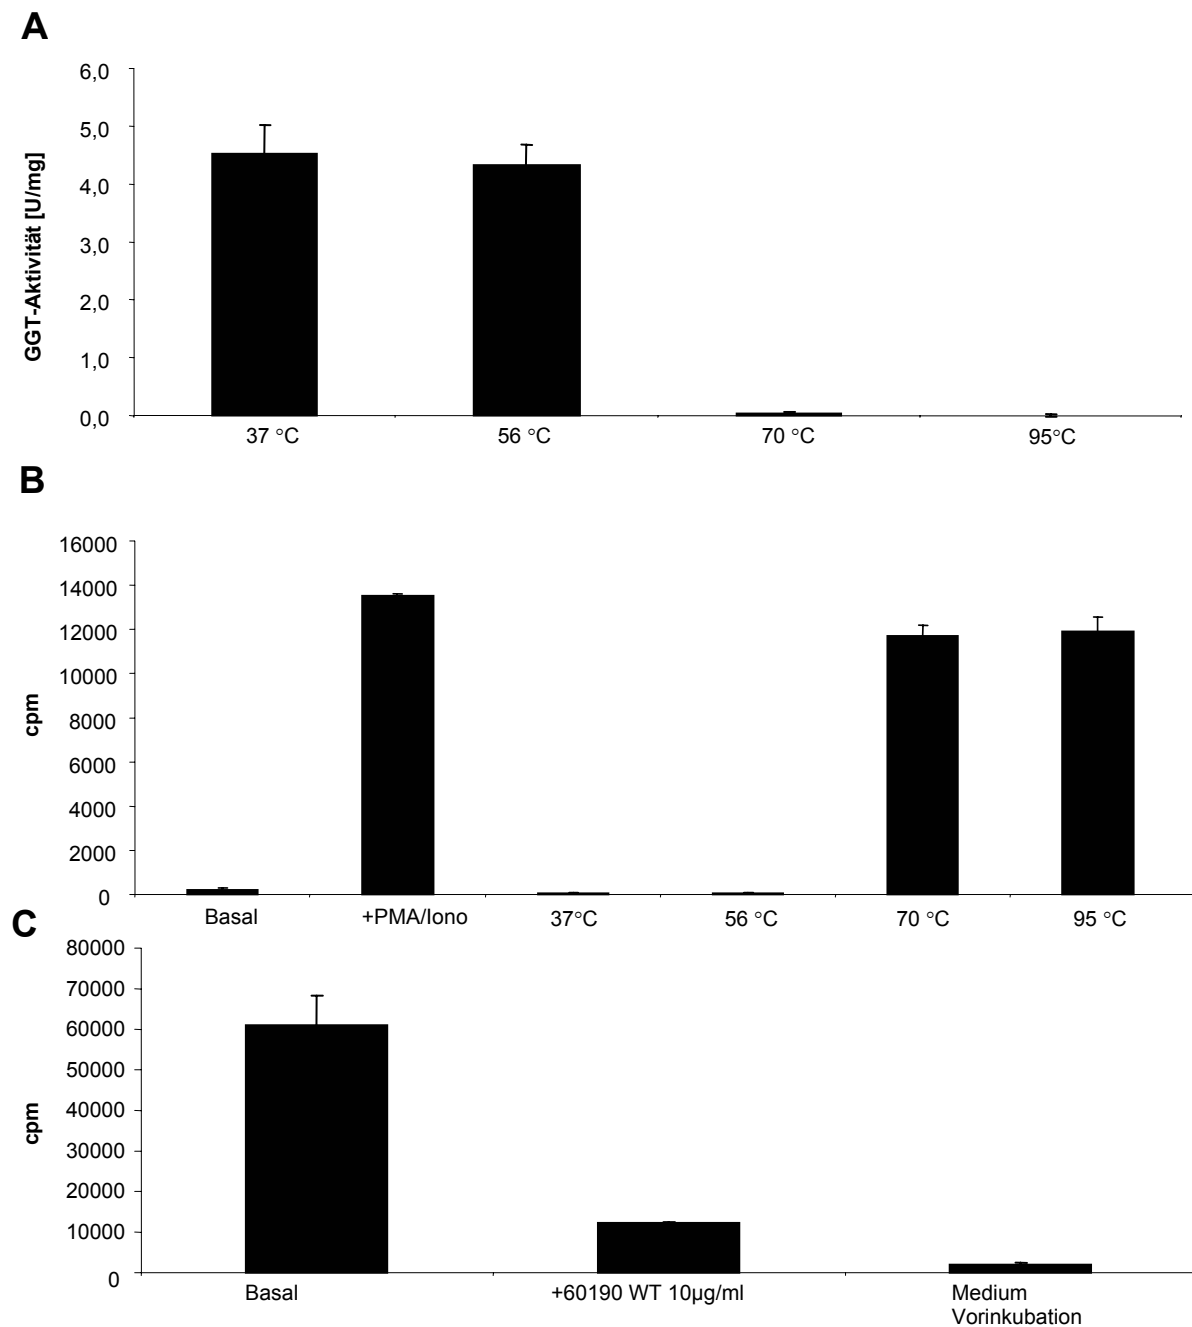 A
6,0
5,0
4,0
3,0
2,0
1,0
0,0
GGT-Aktivität [U/mg]
37 °C
56 °C
70 °C
95°C
B
16000
14000
12000
10000
8000
6000
4000
2000
0
cpm
Basal
+PMA/Iono
37°C
56 °C
70 °C
95 °C
C
80000
70000
60000
50000
40000
30000
20000
10000
0
cpm
Basal
+60190 WT 10µg/ml
Medium
Vorinkubation